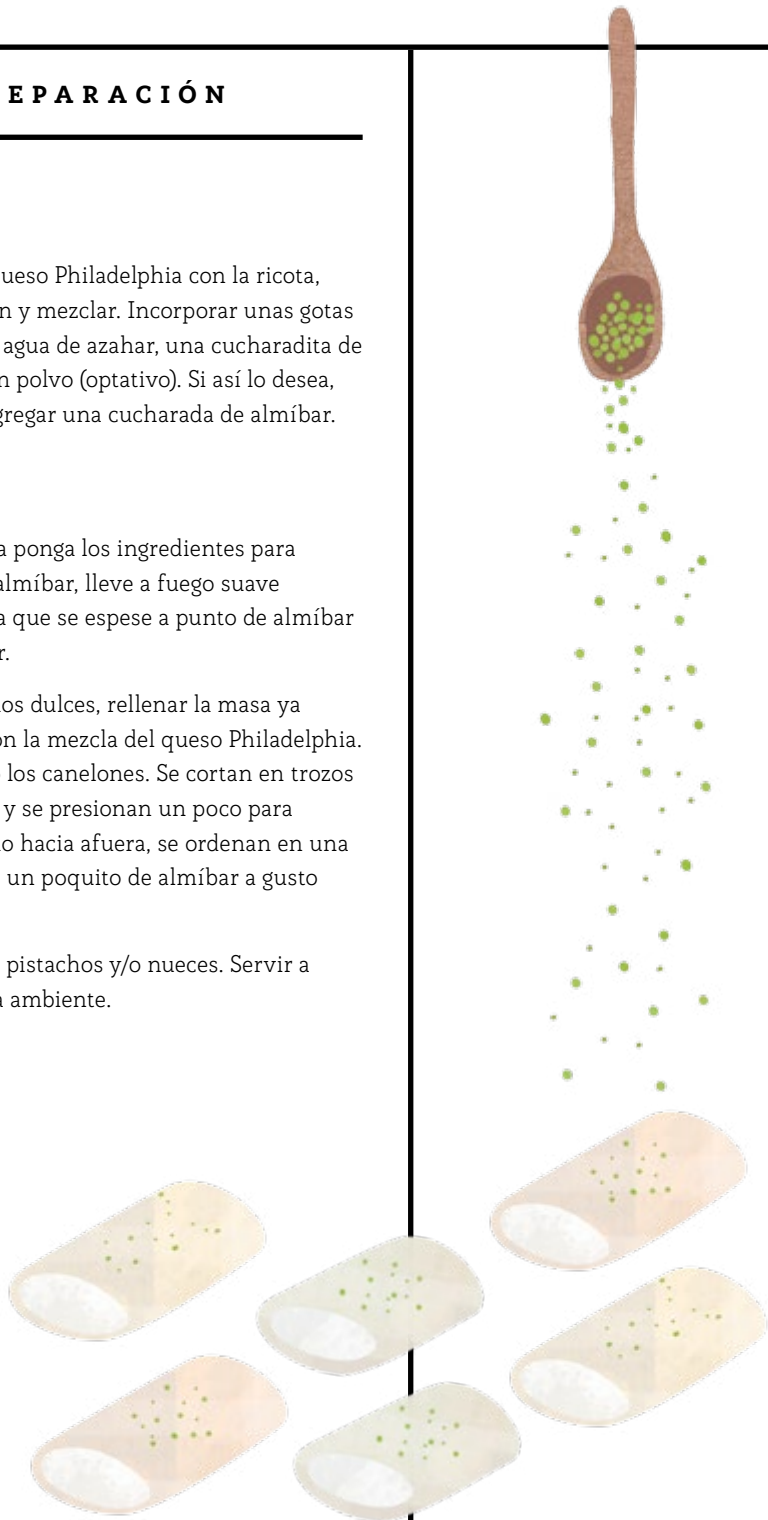 EPARACIÓN
ueso Philadelphia con la ricota,
n y mezclar. Incorporar unas gotas
agua de azahar, una cucharadita de
n polvo (optativo). Si así lo desea,
gregar una cucharada de almíbar.
a ponga los ingredientes para
almíbar, lleve a fuego suave
a que se espese a punto de almíbar
r.
os dulces, rellenar la masa ya
on la mezcla del queso Philadelphia.
los canelones. Se cortan en trozos
y se presionan un poco para
o hacia afuera, se ordenan en una
un poquito de almíbar a gusto
pistachos y/o nueces. Servir a
a ambiente.